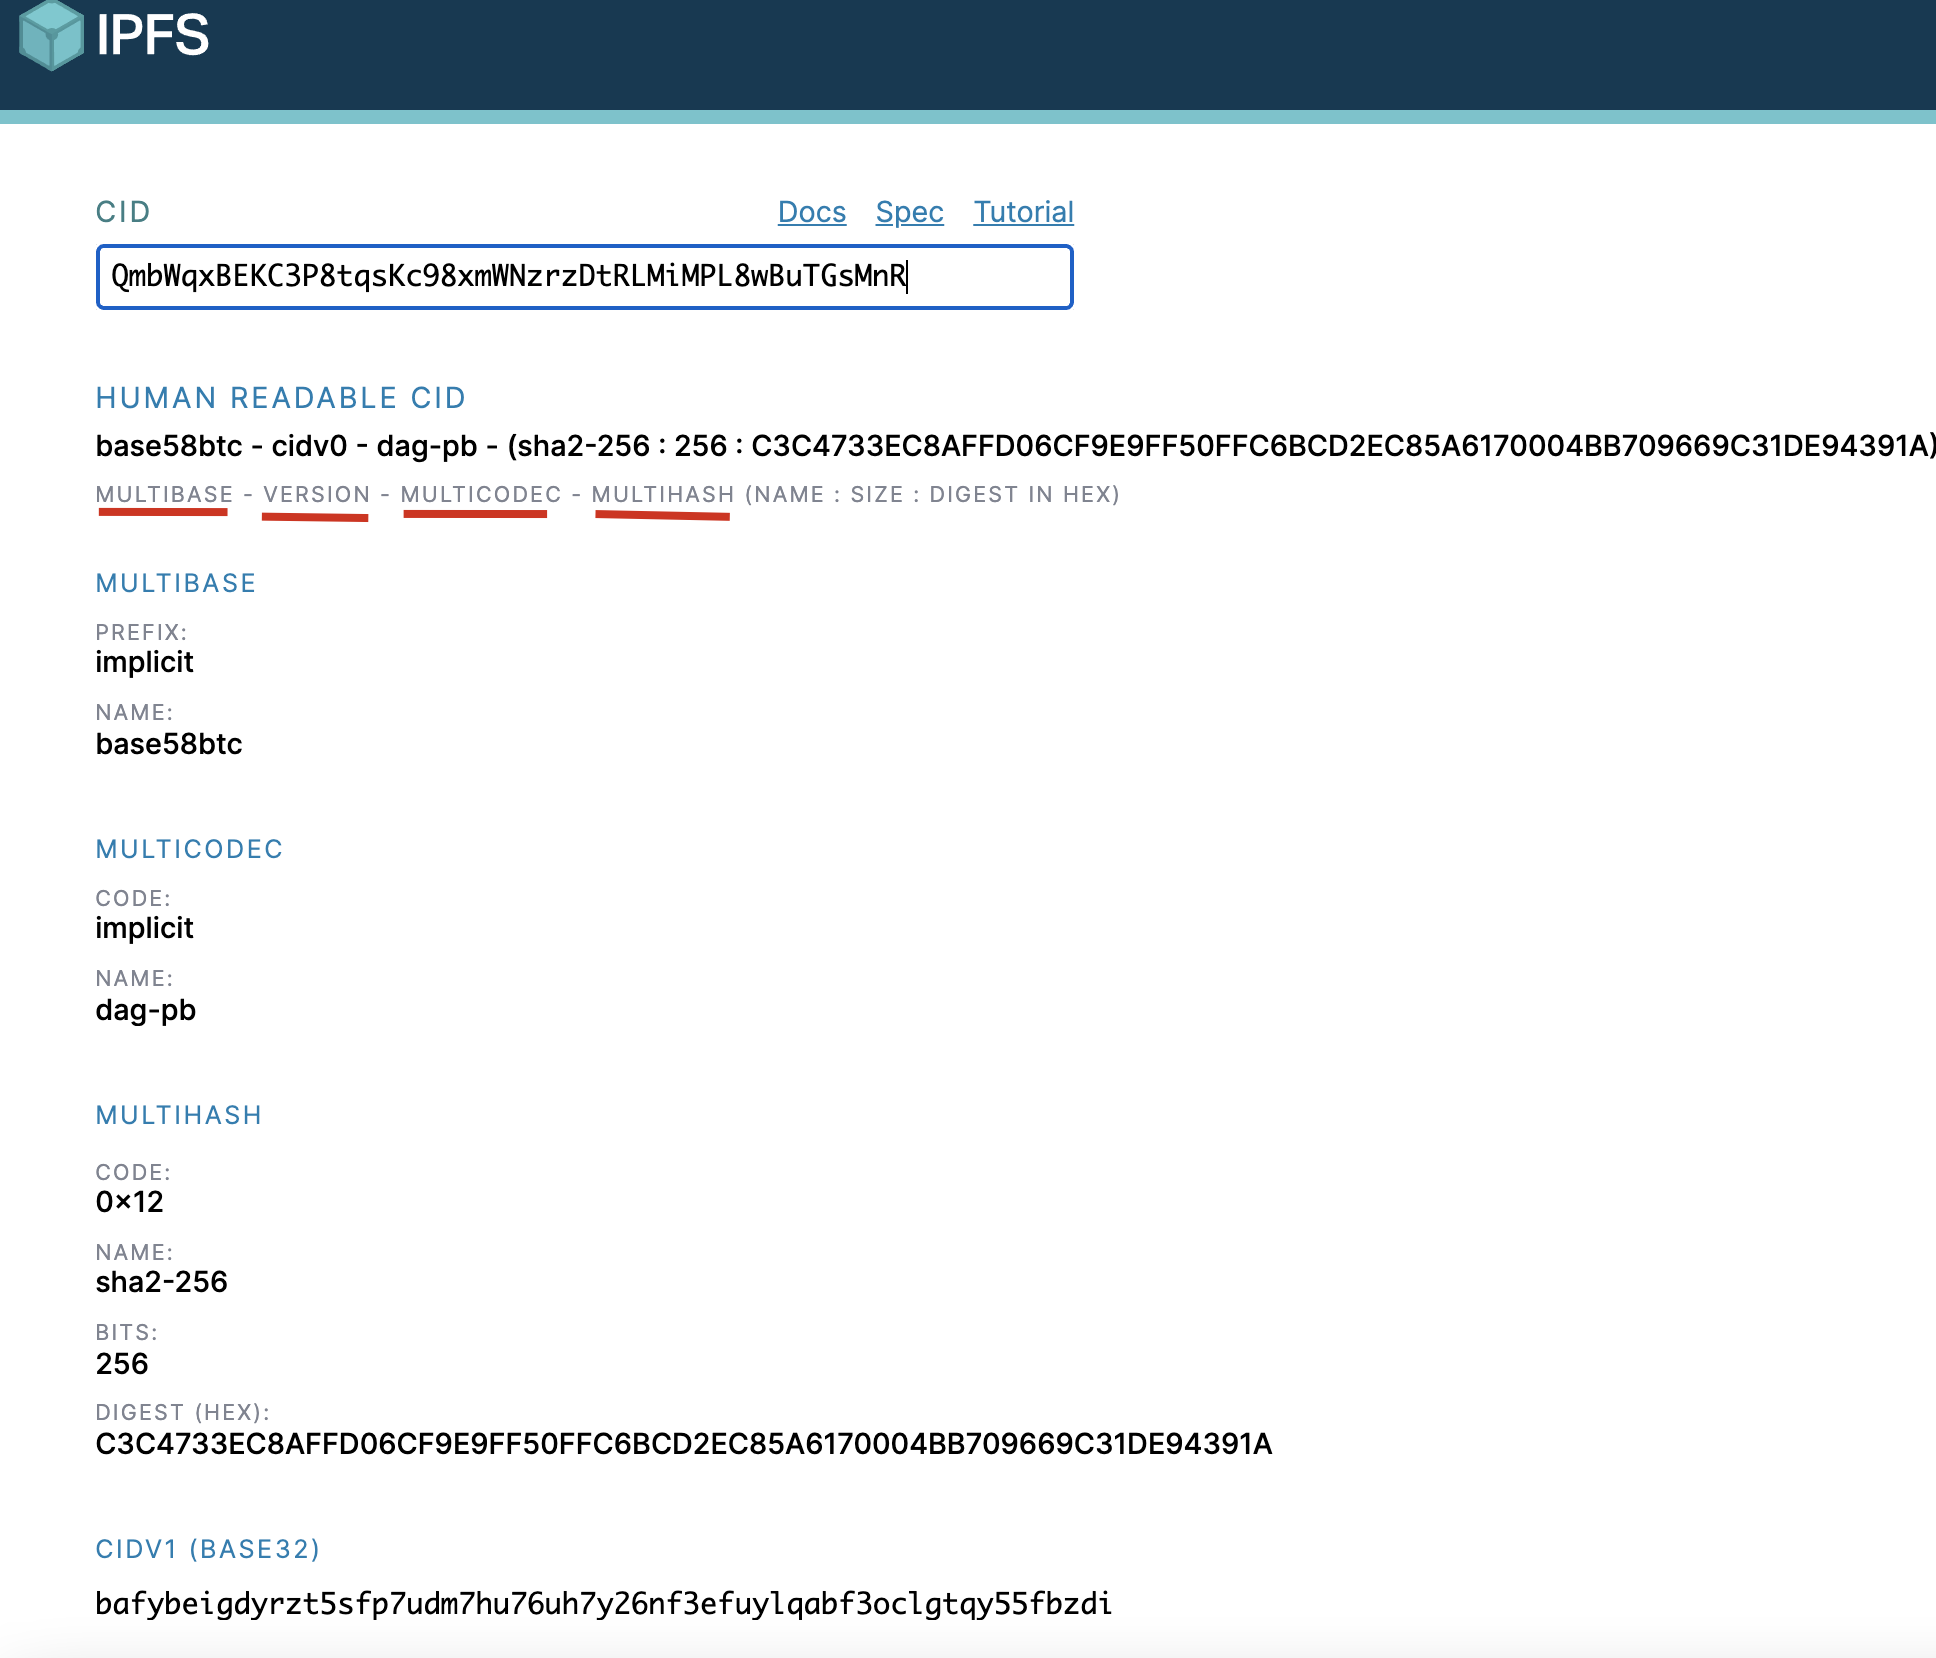 IPFS
CID Docs Spec Tutorial
QmbWqxBEKC3P8tqsKc98xmWNzrzDtRLMiMPL8wBuTGsMnR
HUMAN READABLE CID
base58btc - cidv0 - dag-pb - (sha2-256 : 256 : C3C4733EC8AFFD06CF9E9FF50FFC6BCD2EC85A6170004BB709669C31DE94391A)
MULTIBASE - VERSION - MULTICODEC - MULTIHASH (NAME : SIZE : DIGEST IN HEX)
MULTIBASE
PREFIX:
implicit
NAME:
base58btc
MULTICODEC
CODE:
implicit
NAME:
dag-pb
MULTIHASH
CODE:
0×12
NAME:
sha2-256
BITS:
256
DIGEST (HEX):
C3C4733EC8AFFD06CF9E9FF50FFC6BCD2EC85A6170004BB709669C31DE94391A
CIDV1 (BASE32)
bafybeigdyrzt5sfp7udm7hu76uh7y26nf3efuylqabf3oclgtqy55fbzdi